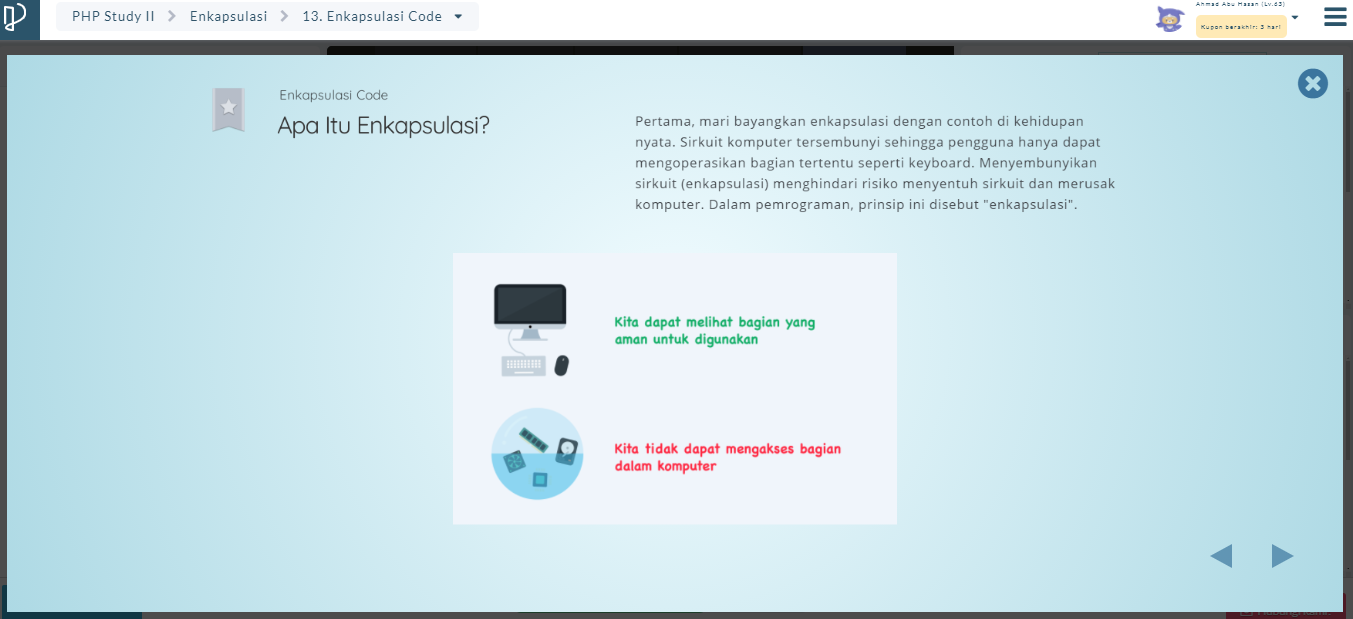 PHP Study II
Enkapsulasi
13. Enkapsulasi Code
Ahmad Abu Hasan (Lv.63)
Kupon berakhir: 3 hari
Enkapsulasi Code
Apa Itu Enkapsulasi?
Pertama, mari bayangkan enkapsulasi dengan contoh di kehidupan
nyata. Sirkuit komputer tersembunyi sehingga pengguna hanya dapat
mengoperasikan bagian tertentu seperti keyboard. Menyembunyikan
sirkuit (enkapsulasi) menghindari risiko menyentuh sirkuit dan merusak
komputer. Dalam pemrograman, prinsip ini disebut "enkapsulasi".
Kita dapat melihat bagian yang
aman untuk digunakan
Kita tidak dapat mengakses bagian
dalam komputer